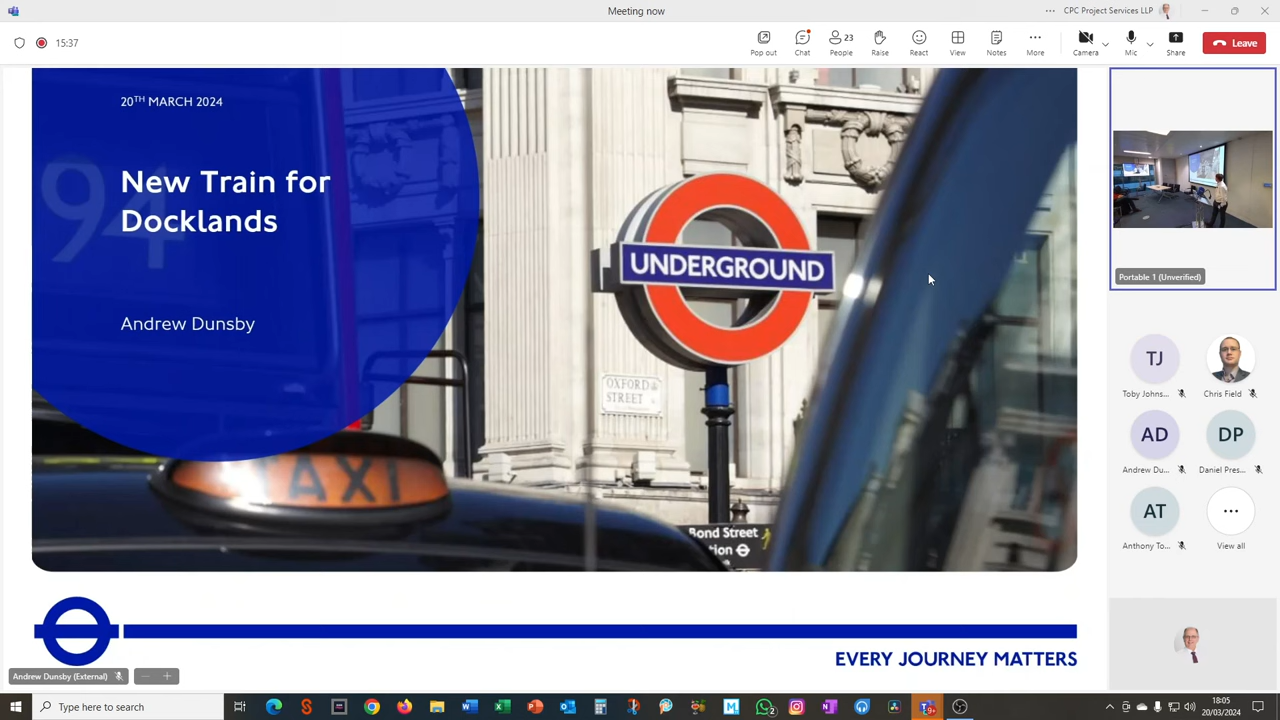 Meeting now
CPC Project Services LLP
15:37
Pop out
Chat
23
People
Raise
React
View
Notes
More
Camera
Mic
Share
Leave
20TH MARCH 2024
94
New Train for
Docklands
Andrew Dunsby
UNDERGROUND
OXFORD
STREET
TAXI
Bond Street
tion
EVERY JOURNEY MATTERS
Andrew Dunsby (External)
Portable 1 (Unverified)
TJ
Toby Johns...
Chris Field
AD
Andrew Du...
DP
Daniel Pres...
AT
Anthony To...
View all
Type here to search
18:05
20/03/2024